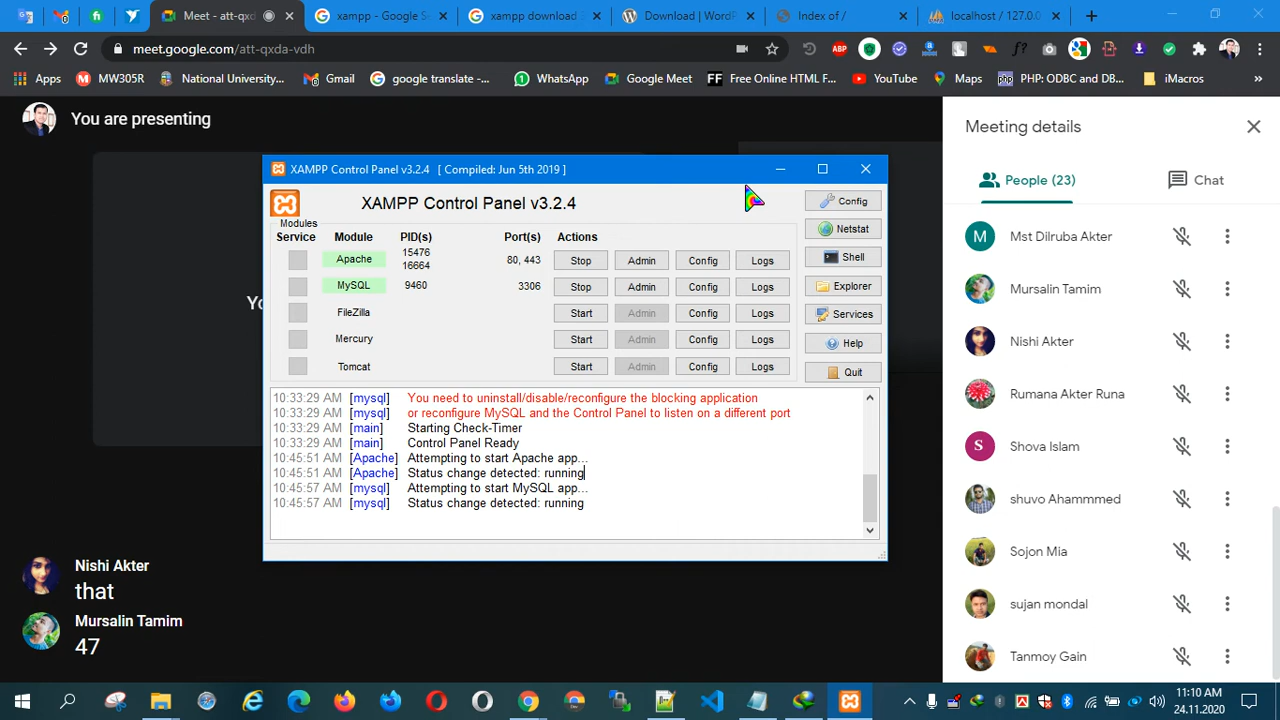 Meet - att-qxda-vdh
xampp - Google Se
xampp download 
Download | WordP
Index of /
localhost / 127.0.0
meet.google.com/att-qxda-vdh
Apps
MW305R
National University...
Gmail
google translate -...
WhatsApp
Google Meet
Free Online HTML F...
YouTube
Maps
PHP: ODBC and DB...
iMacros
You are presenting
XAMPP Control Panel v3.2.4 [ Compiled: Jun 5th 2019 ]
XAMPP Control Panel v3.2.4
Config
Modules
Service Module PID(s) Port(s) Actions
Netstat
Apache 15476 16664 80, 443 Stop Admin Config Logs
Shell
MySQL 9460 3306 Stop Admin Config Logs
Explorer
FileZilla Start Admin Config Logs
Services
Mercury Start Admin Config Logs
Help
Tomcat Start Admin Config Logs
Quit
10:33:29 AM [mysql] You need to uninstall/disable/reconfigure the blocking application
10:33:29 AM [mysql] or reconfigure MySQL and the Control Panel to listen on a different port
10:33:29 AM [main] Starting Check-Timer
10:33:29 AM [main] Control Panel Ready
10:45:51 AM [Apache] Attempting to start Apache app...
10:45:51 AM [Apache] Status change detected: running
10:45:57 AM [mysql] Attempting to start MySQL app...
10:45:57 AM [mysql] Status change detected: running
Nishi Akter
that
Mursalin Tamim
47
Meeting details
People (23)
Chat
Mst Dilruba Akter
Mursalin Tamim
Nishi Akter
Rumana Akter Runa
Shova Islam
shuvo Ahammmed
Sojon Mia
sujan mondal
Tanmoy Gain
11:10 AM
24.11.2020